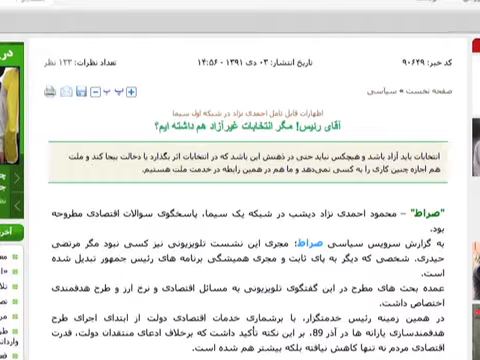 کد خبر: ۹۰۶۴۹
تاریخ انتشار: ۰۳ دی ۱۳۹۱ - ۱۴:۵۶
تعداد نظرات: ۱۲۳ نظر
صفحه نخست » سیاسی
اظهارات قابل تامل احمدی نژاد در شبکه اول سیما
آقای رئیس! مگر انتخابات غیرآزاد هم داشته ایم؟
انتخابات باید آزاد باشد و هیچکس نباید حتی در ذهنش این باشد که در انتخابات اثر بگذارد یا دخالت بیجا کند و ملت
هم اجازه چنین کاری را به کسی نمی‌دهد و ما هم در همین رابطه در خدمت ملت هستیم.
"صراط" – محمود احمدی نژاد دیشب در شبکه یک سیما، پاسخگوی سوالات اقتصادی مطروحه
بود.
به گزارش سرویس سیاسی صراط؛ مجری این نشست تلویزیونی نیز کسی نبود مگر مرتضی
حیدری. شخصی که دیگر به پای ثابت و مجری همیشگی برنامه های رئیس جمهور تبدیل شده
است.
عمده بحث های مطرح در این گفتگوی تلویزیونی به مسائل اقتصادی و نرخ ارز و طرح هدفمندی
اختصاص داشت.
در همین زمینه رئیس خدمتگزار، با برشماری خدمات اقتصادی دولت از ابتدای اجرای طرح
هدفمندسازی یارانه ها در آذر 89، بر این نکته تأکید داشت که برخلاف ادعای منتقدان دولت، قدرت
اقتصادی مردم نه تنها کاهش نیافته بلکه بیشتر هم شده است.